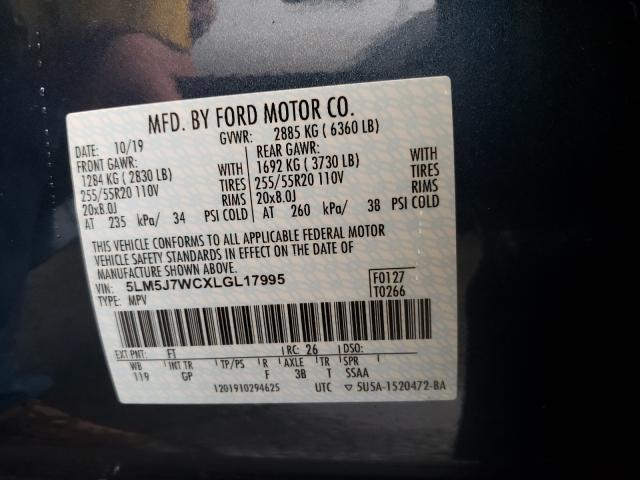 MFD. BY FORD MOTOR CO.
DATE: 10/19 GVWR: 2885 KG ( 6360 LB)
FRONT GAWR: REAR GAWR:
1284 KG ( 2830 LB) WITH 1692 KG ( 3730 LB) WITH
255/55R20 110V TIRES 255/55R20 110V TIRES
20x8.0J RIMS 20x8.0J RIMS
AT 235 kPa/ 34 PSI COLD AT 260 kPa/ 38 PSI COLD
THIS VEHICLE CONFORMS TO ALL APPLICABLE FEDERAL MOTOR
VEHICLE SAFETY STANDARDS IN EFFECT ON THE DATE OF
MANUFACTURE SHOWN ABOVE.
VIN: 5LM5J7WCXLGL17995 F0127
TYPE: MPV T0266
EXT PNT: FT RC: 26 DSO:
WB INT TR TP/PS R AXLE TR SPR
119 GP F 3B T SSAA
1201910294625 UTC ▽ 5U5A-1520472-BA